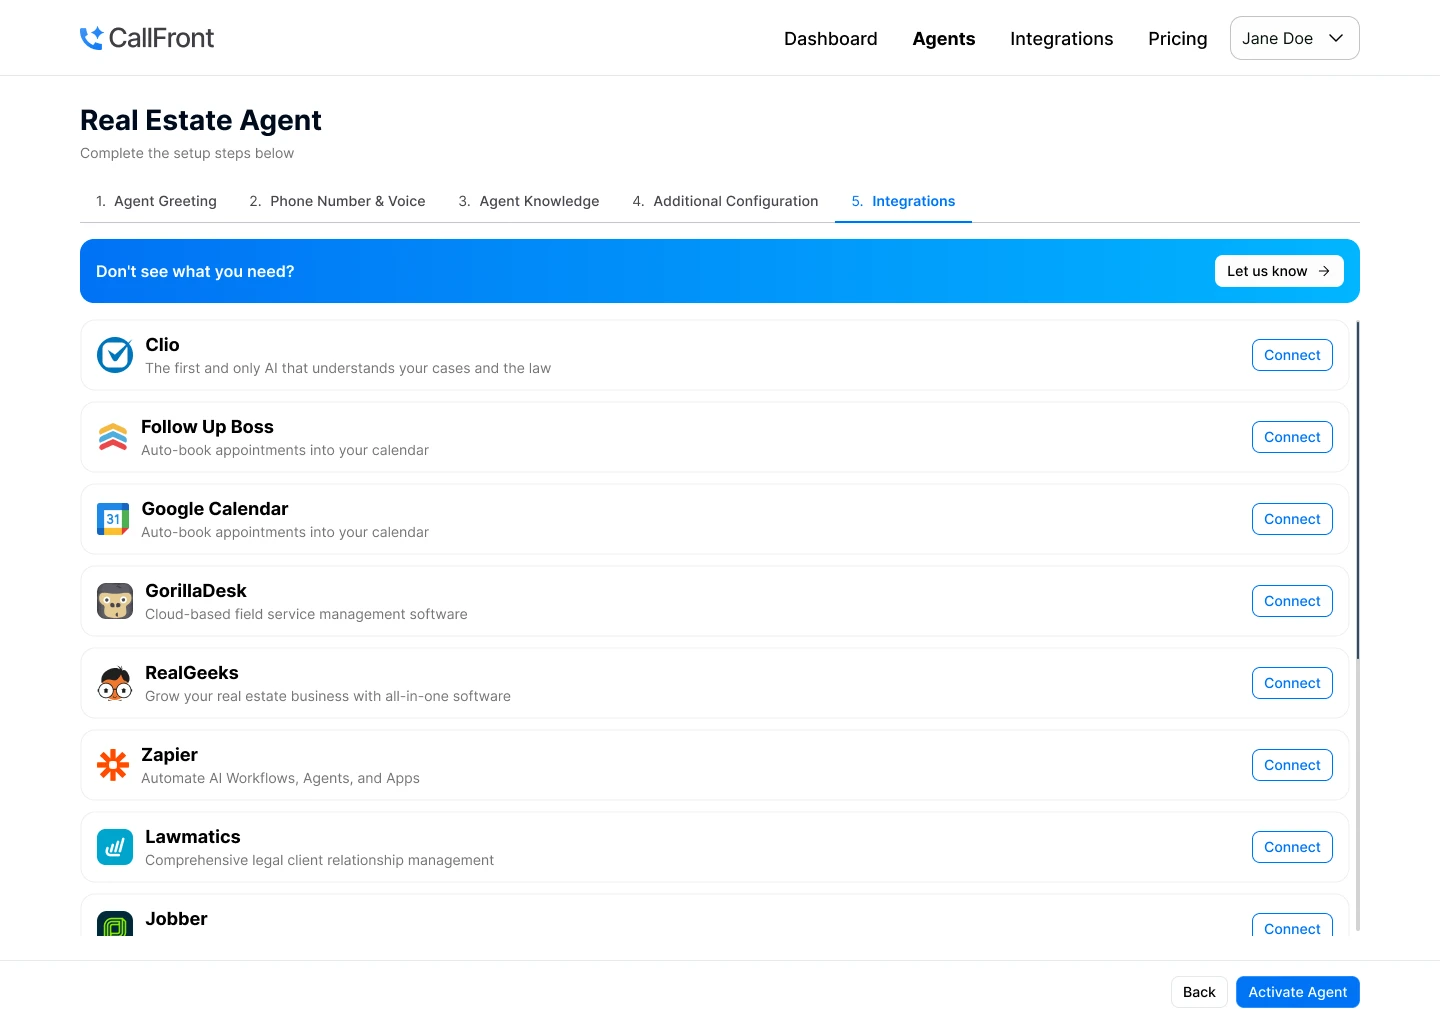 CallFront
Dashboard
Agents
Integrations
Pricing
Jane Doe
Real Estate Agent
Complete the setup steps below
1. Agent Greeting
2. Phone Number & Voice
3. Agent Knowledge
4. Additional Configuration
5. Integrations
Don't see what you need?
Let us know →
Clio
The first and only AI that understands your cases and the law
Connect
Follow Up Boss
Auto-book appointments into your calendar
Connect
31
Google Calendar
Auto-book appointments into your calendar
Connect
GorillaDesk
Cloud-based field service management software
Connect
RealGeeks
Grow your real estate business with all-in-one software
Connect
Zapier
Automate AI Workflows, Agents, and Apps
Connect
Lawmatics
Comprehensive legal client relationship management
Connect
Jobber
Connect
Back
Activate Agent